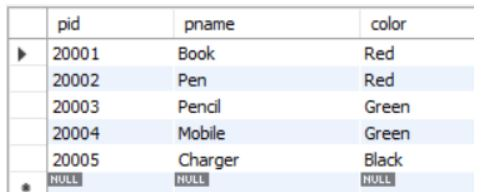 pid pname color
20001 Book Red
20002 Pen Red
20003 Pencil Green
20004 Mobile Green
20005 Charger Black
NULL NULL NULL